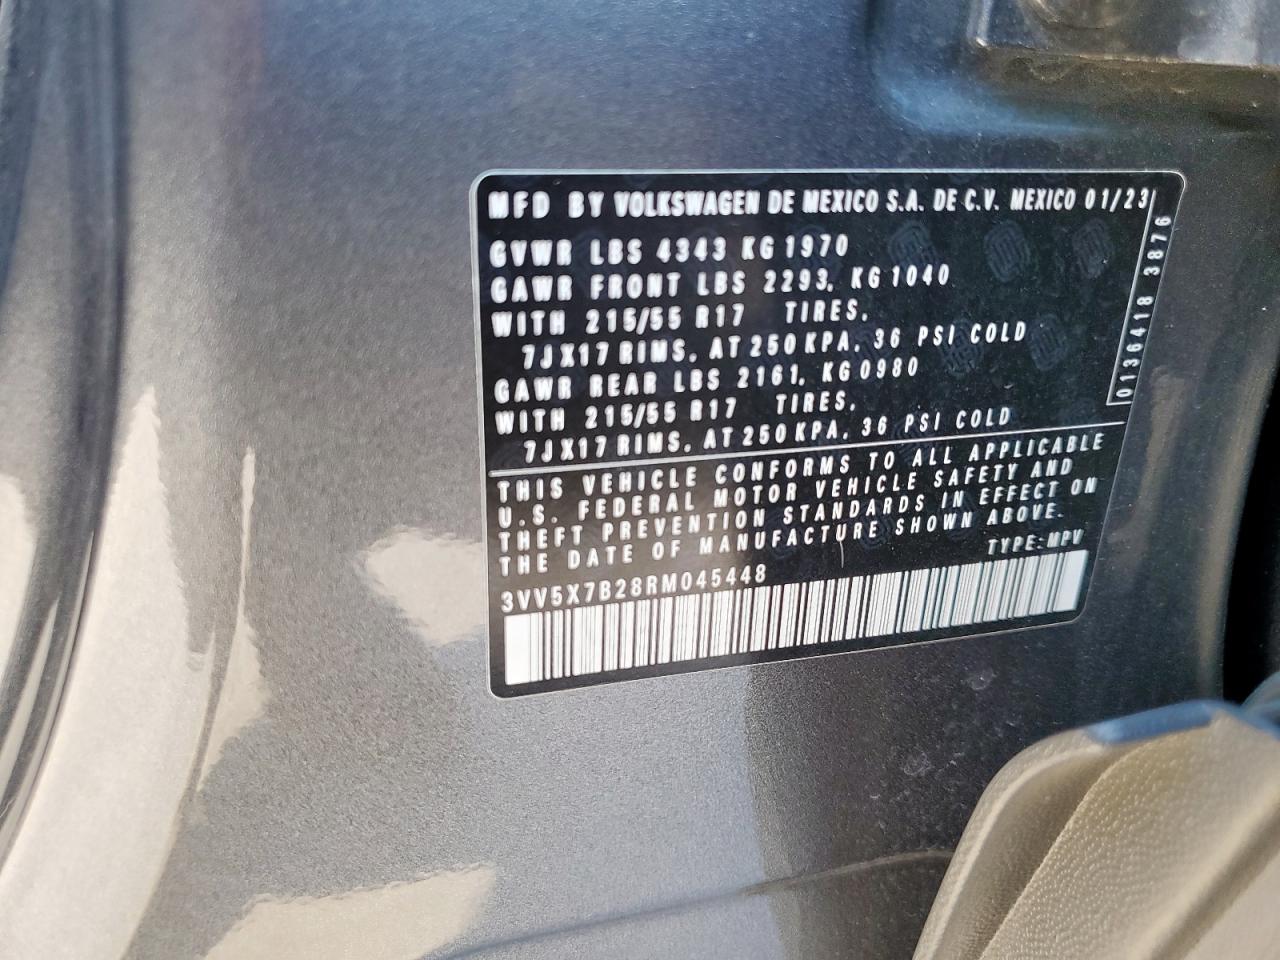 MFD BY VOLKSWAGEN DE MEXICO S.A. DE C.V. MEXICO 01/23
GVWR LBS 4343 KG 1970
GAWR FRONT LBS 2293, KG 1040
WITH 215/55 R17 TIRES,
7JX17 RIMS, AT 250 KPA, 36 PSI COLD
GAWR REAR LBS 2161, KG 0980
WITH 215/55 R17 TIRES,
7JX17 RIMS, AT 250 KPA, 36 PSI COLD
0136418 3876
THIS VEHICLE CONFORMS TO ALL APPLICABLE
U.S. FEDERAL MOTOR VEHICLE SAFETY AND
THEFT PREVENTION STANDARDS IN EFFECT ON
THE DATE OF MANUFACTURE SHOWN ABOVE.
TYPE: MPV
3VV5X7B28RM045448